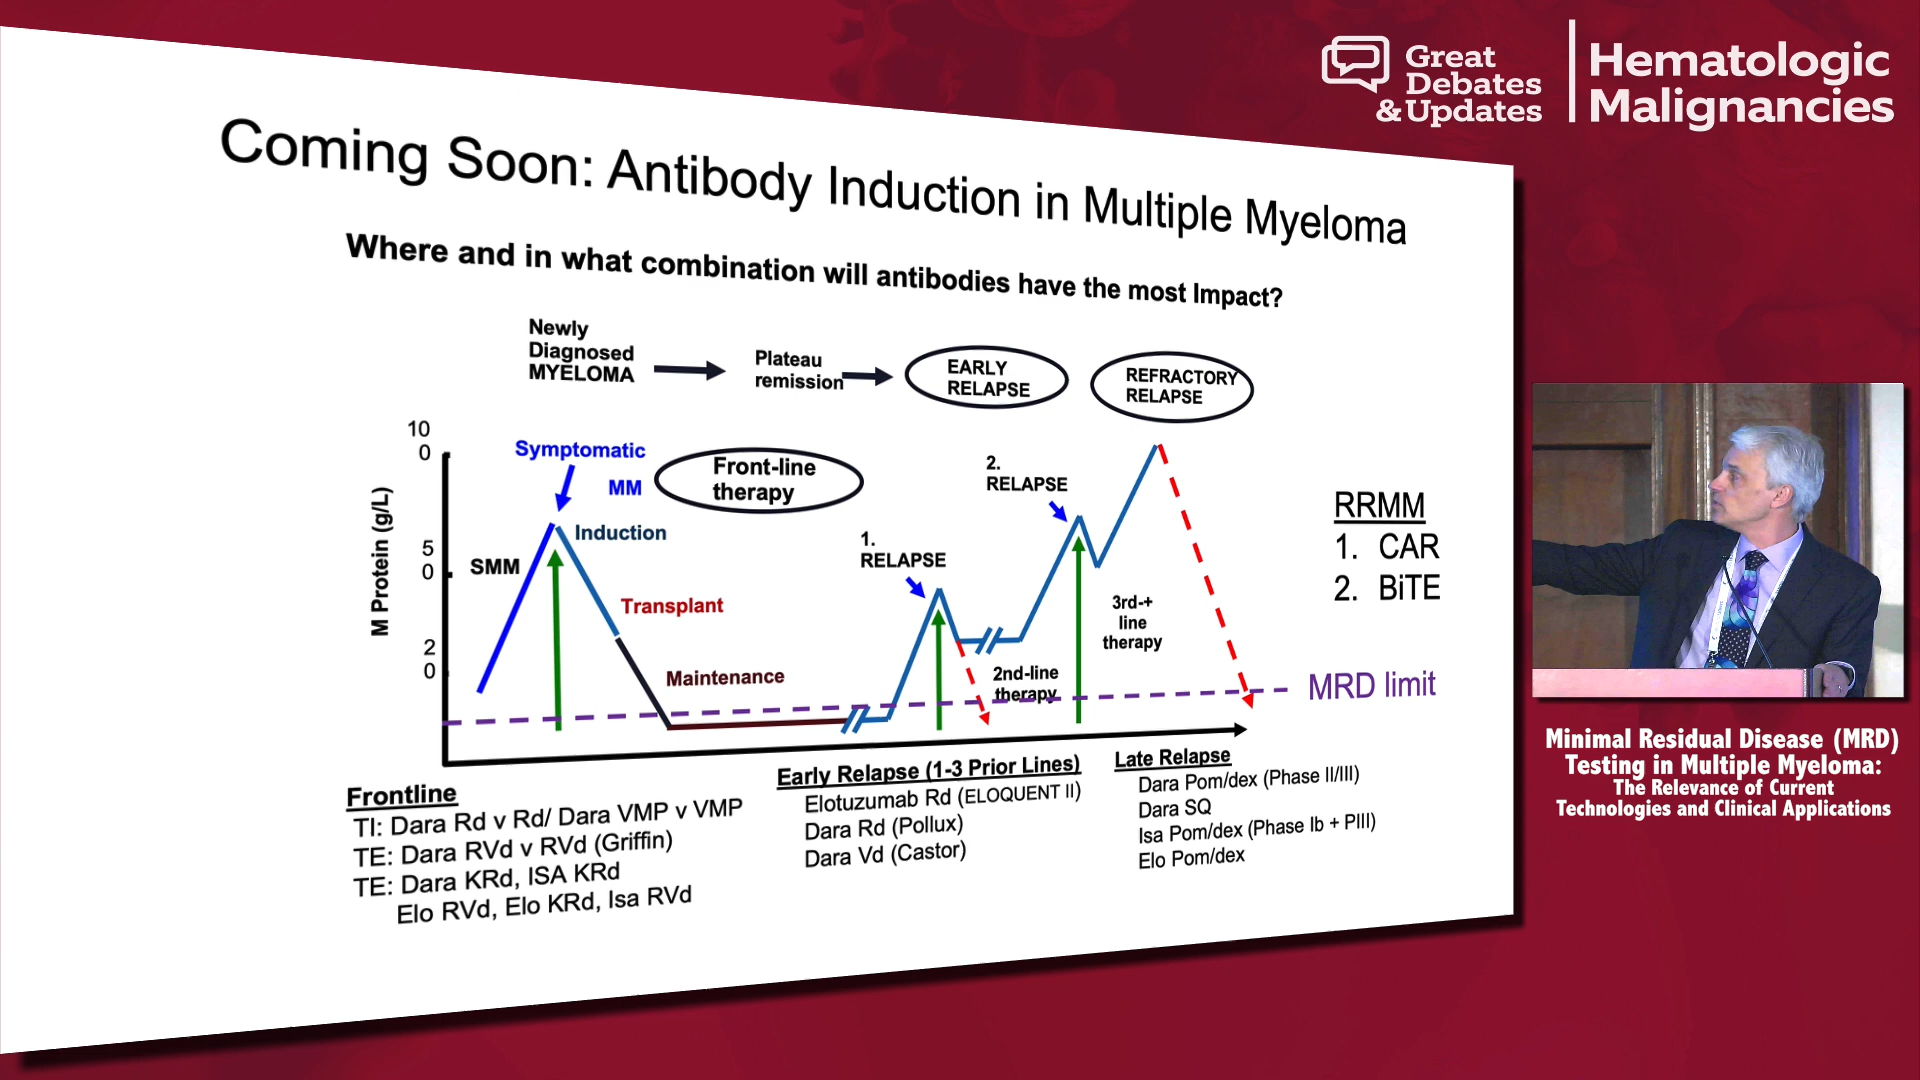 Great
Debates
& Updates
Hematologic
Malignancies
Coming Soon: Antibody Induction in Multiple Myeloma
Where and in what combination will antibodies have the most Impact?
Newly
Diagnosed
MYELOMA
Plateau
remission
EARLY
RELAPSE
REFRACTORY
RELAPSE
10
0
5
0
2
0
M Protein (g/L)
Symptomatic
MM
Front-line
therapy
Induction
SMM
Transplant
Maintenance
1.
RELAPSE
2.
RELAPSE
2nd-line
therapy
3rd-+
line
therapy
RRMM
1. CAR
2. BiTE
MRD limit
Frontline
TI: Dara Rd v Rd/ Dara VMP v VMP
TE: Dara RVd v RVd (Griffin)
TE: Dara KRd, ISA KRd
Elo RVd, Elo KRd, Isa RVd
Early Relapse (1-3 Prior Lines)
Elotuzumab Rd (ELOQUENT II)
Dara Rd (Pollux)
Dara Vd (Castor)
Late Relapse
Dara Pom/dex (Phase II/III)
Dara SQ
Isa Pom/dex (Phase Ib + PIII)
Elo Pom/dex
Minimal Residual Disease (MRD)
Testing in Multiple Myeloma:
The Relevance of Current
Technologies and Clinical Applications